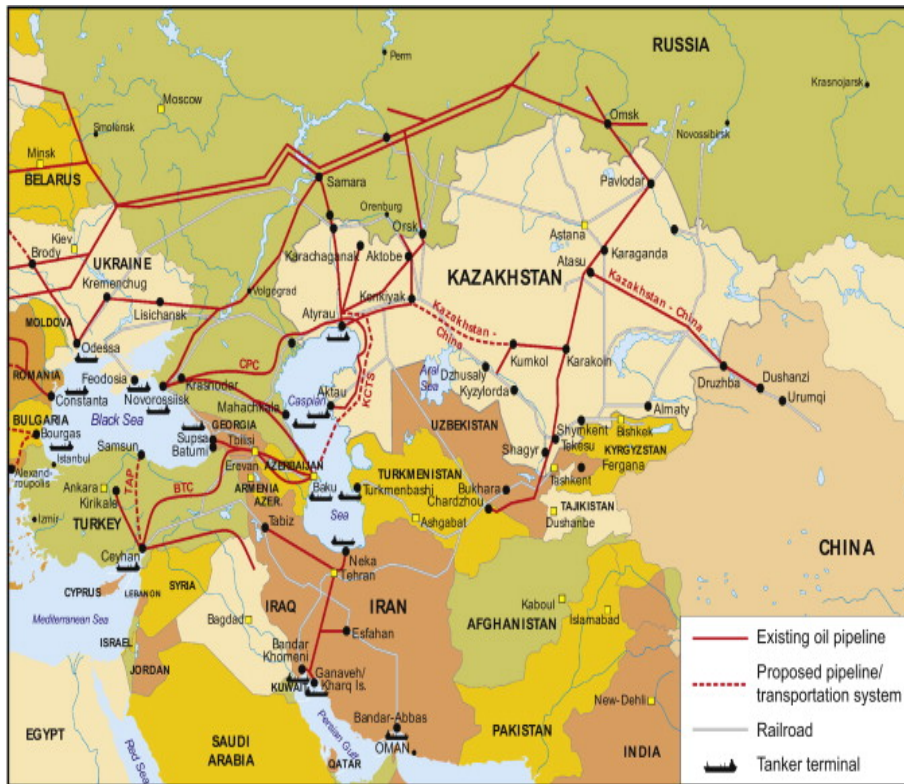 RUSSIA
Perm
Krasnojarsk
Moscow
Omsk
Smolensk
Novossibirsk
Minsk
BELARUS
Samara
Pavlodar
Orenburg
Orsk
Astana
Kiev
Brody
UKRAINE
Karachaganak
Aktobe
Karaganda
Atasu
KAZAKHSTAN
Kremenchug
Volgograd
Lisichansk
Kenkiyak
Kazakhstan - China
Atyrau
Kazakhstan -
China
MOLDOVA
Odessa
Kumkol
Karakoin
Druzhba
Dushanzi
Urumqi
CPC
KCTS
Aral
Sea
Dzhusaly
Kyzylorda
ROMANIA
Feodosia
Krashodar
Constanta
Novorossiisk
Caspian
Aktau
Almaty
Black Sea
Mahachkala
BULGARIA
Bourgas
GEORGIA
Supsa
Batumi
Tbilisi
UZBEKISTAN
Shymkent
Tekesu
Bishkek
KYRGYZSTAN
Istanbul
Samsun
Shagyr
Fergana
Alexand-
roupolis
Erevan
AZERBAIJAN
TURKMENISTAN
Tashkent
Ankara
Kirikale
TAP
BTC
ARMENIA
AZER.
Baku
Turkmenbashi
Bukhara
Chardzhou
TAJIKISTAN
Izmir
TURKEY
Sea
Ashgabat
Dushanbe
Tabiz
CHINA
Ceyhan
Neka
Tehran
CYPRUS
LEBANON
SYRIA
Mediterranean Sea
IRAQ
IRAN
Kaboul
Islamabad
AFGHANISTAN
Bagdad
Esfahan
ISRAEL
Bandar
Khomeni
JORDAN
KUWAIT
Ganaveh/
Kharq Is.
New-Dehli
EGYPT
Persian Gulf
Bandar-Abbas
PAKISTAN
Red Sea
SAUDI
ARABIA
OMAN
QATAR
INDIA
Existing oil pipeline
Proposed pipeline/
transportation system
Railroad
Tanker terminal